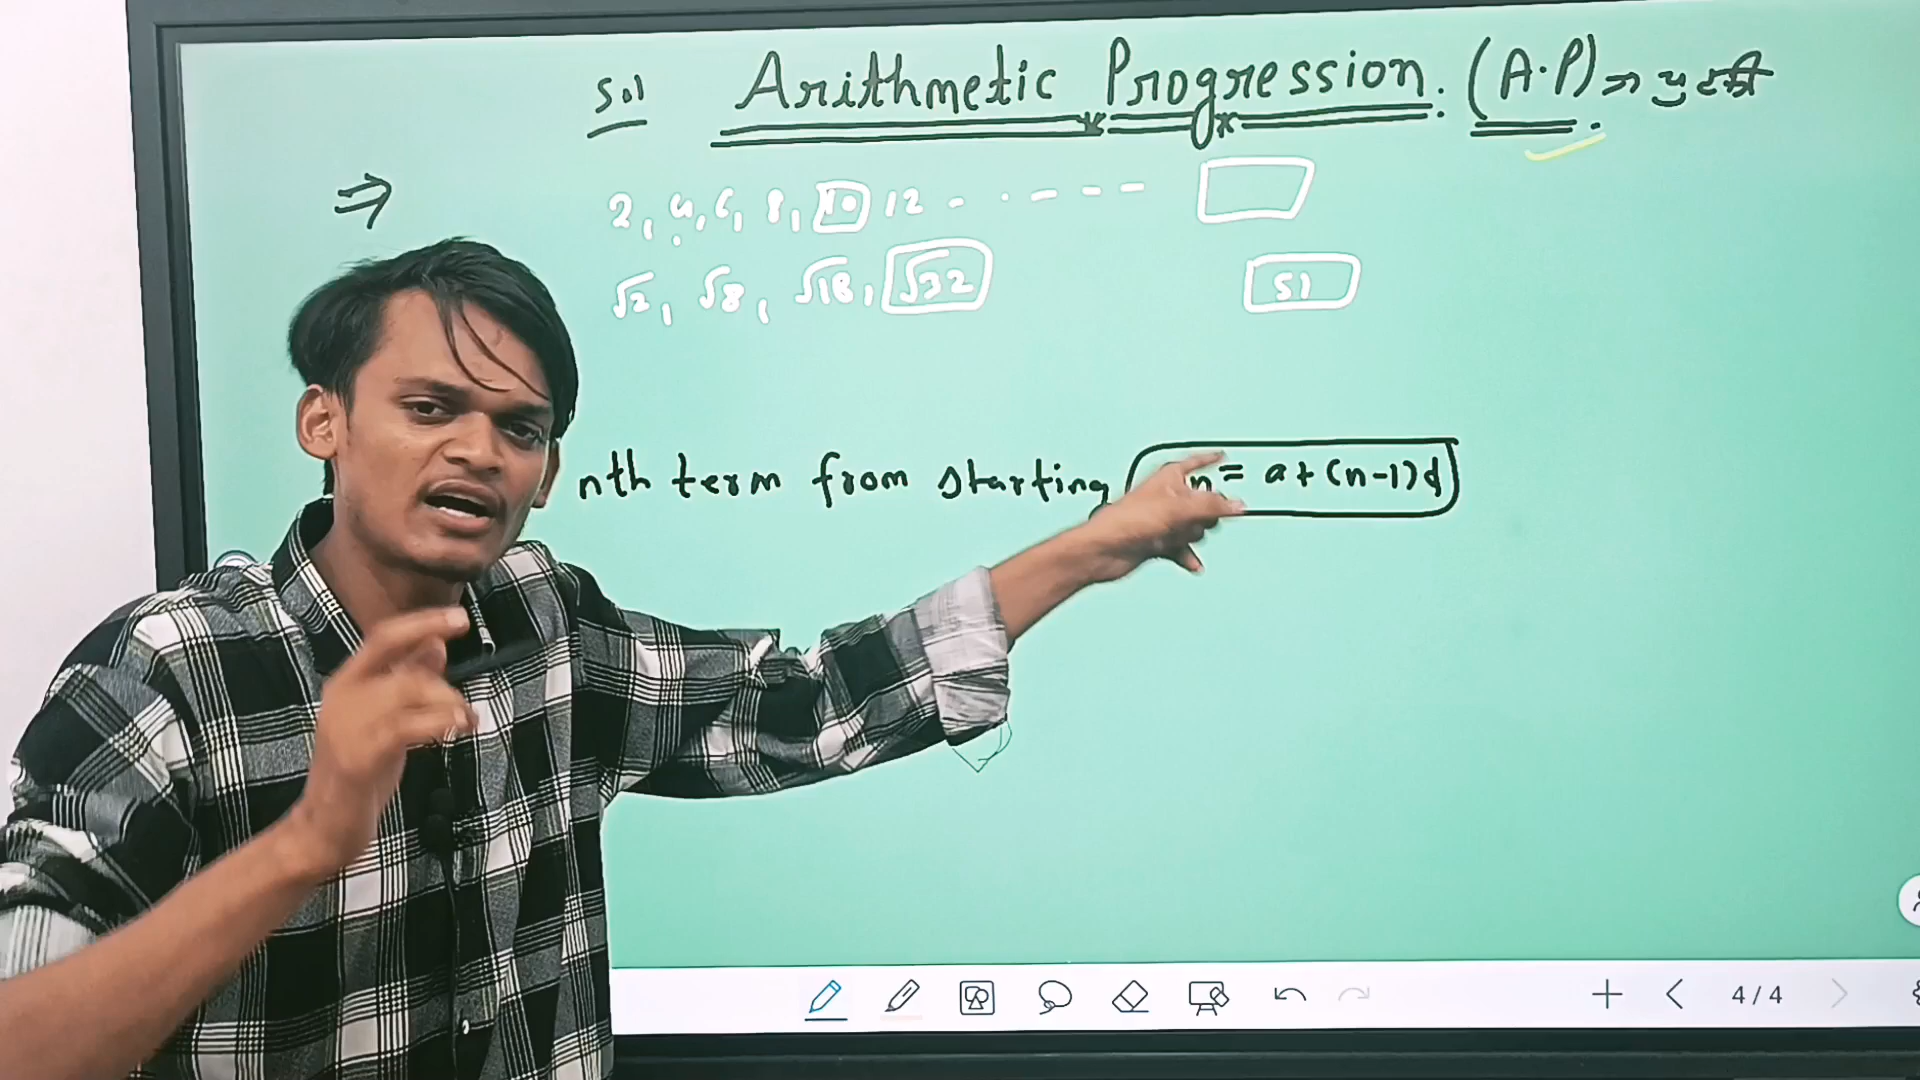 51 Arithmetic Progression. (A.P) ⇒
⇒ 2, 4, 6, 8, 10 12 - . - - -
√2, √8, √18, √32 51
nth term from starting n = a+(n-1)d
4/4